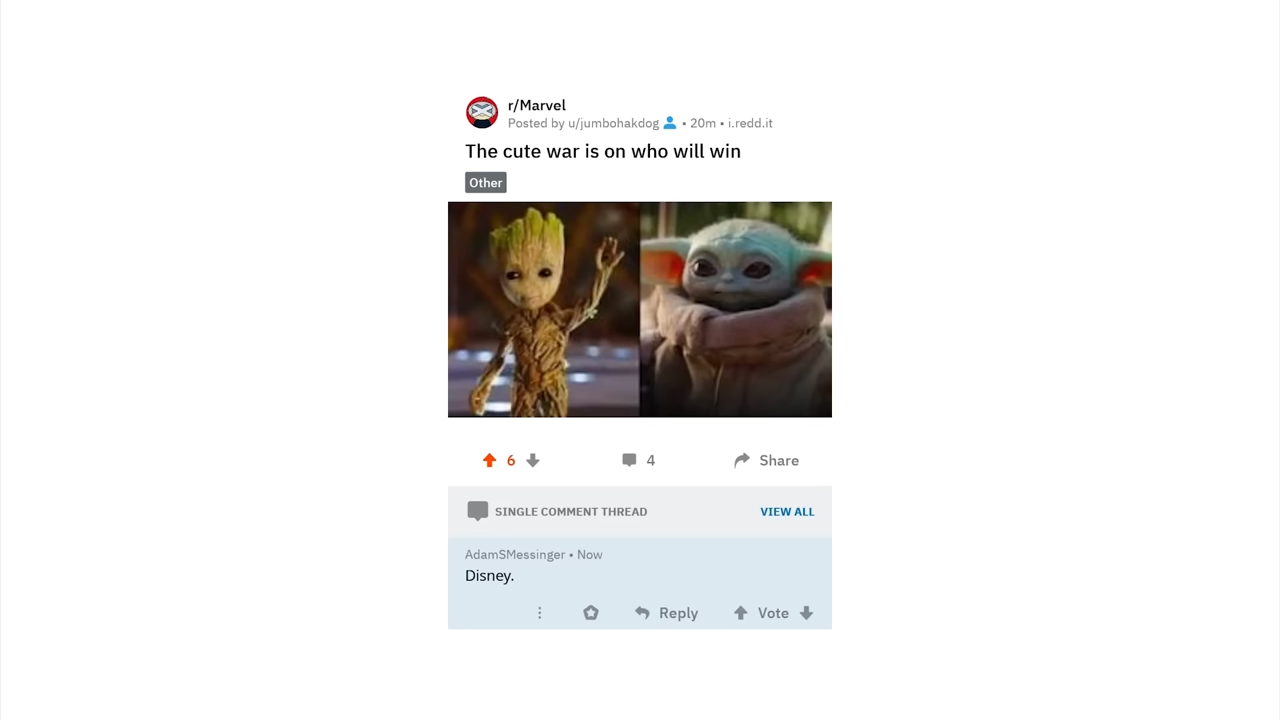 r/Marvel
Posted by u/jumbohakdog • 20m • i.redd.it
The cute war is on who will win
Other
6
4
Share
SINGLE COMMENT THREAD
VIEW ALL
AdamSMessinger • Now
Disney.
Reply
Vote